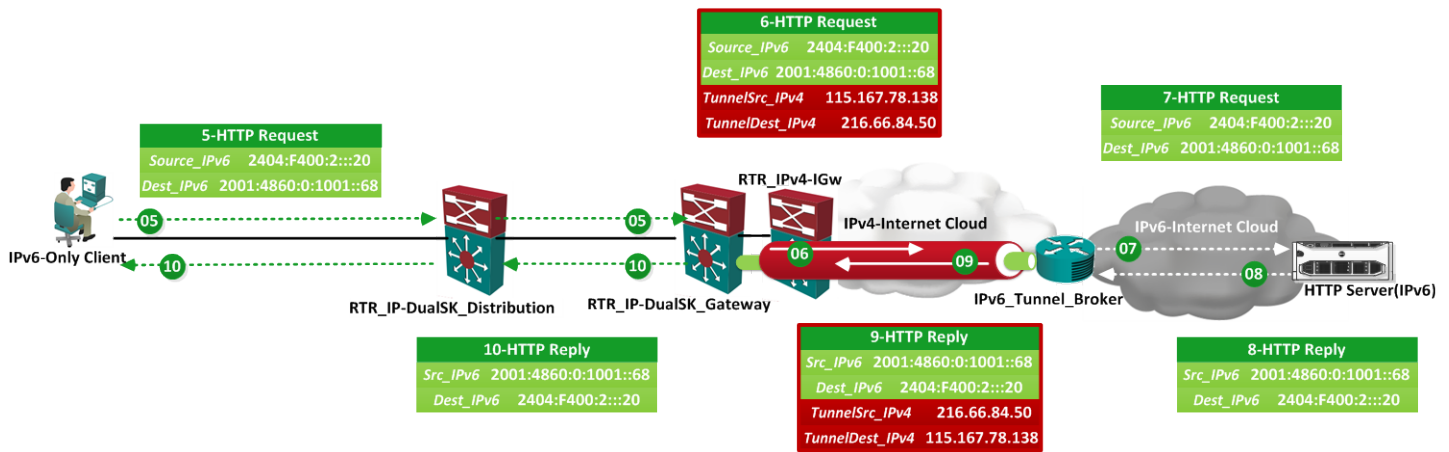 6-HTTP Request
Source_IPv6 2404:F400:2:::20
Dest_IPv6 2001:4860:0:1001::68
TunnelSrc_IPv4 115.167.78.138
TunnelDest_IPv4 216.66.84.50
7-HTTP Request
Source_IPv6 2404:F400:2:::20
Dest_IPv6 2001:4860:0:1001::68
5-HTTP Request
Source_IPv6 2404:F400:2:::20
Dest_IPv6 2001:4860:0:1001::68
RTR_IPv4-IGw
05
05
IPv4-Internet Cloud
IPv6-Internet Cloud
06
07
IPv6-Only Client
10
10
09
08
RTR_IP-DualSK_Distribution
RTR_IP-DualSK_Gateway
IPv6_Tunnel_Broker
HTTP Server(IPv6)
10-HTTP Reply
Src_IPv6 2001:4860:0:1001::68
Dest_IPv6 2404:F400:2:::20
9-HTTP Reply
Src_IPv6 2001:4860:0:1001::68
Dest_IPv6 2404:F400:2:::20
TunnelSrc_IPv4 216.66.84.50
TunnelDest_IPv4 115.167.78.138
8-HTTP Reply
Src_IPv6 2001:4860:0:1001::68
Dest_IPv6 2404:F400:2:::20